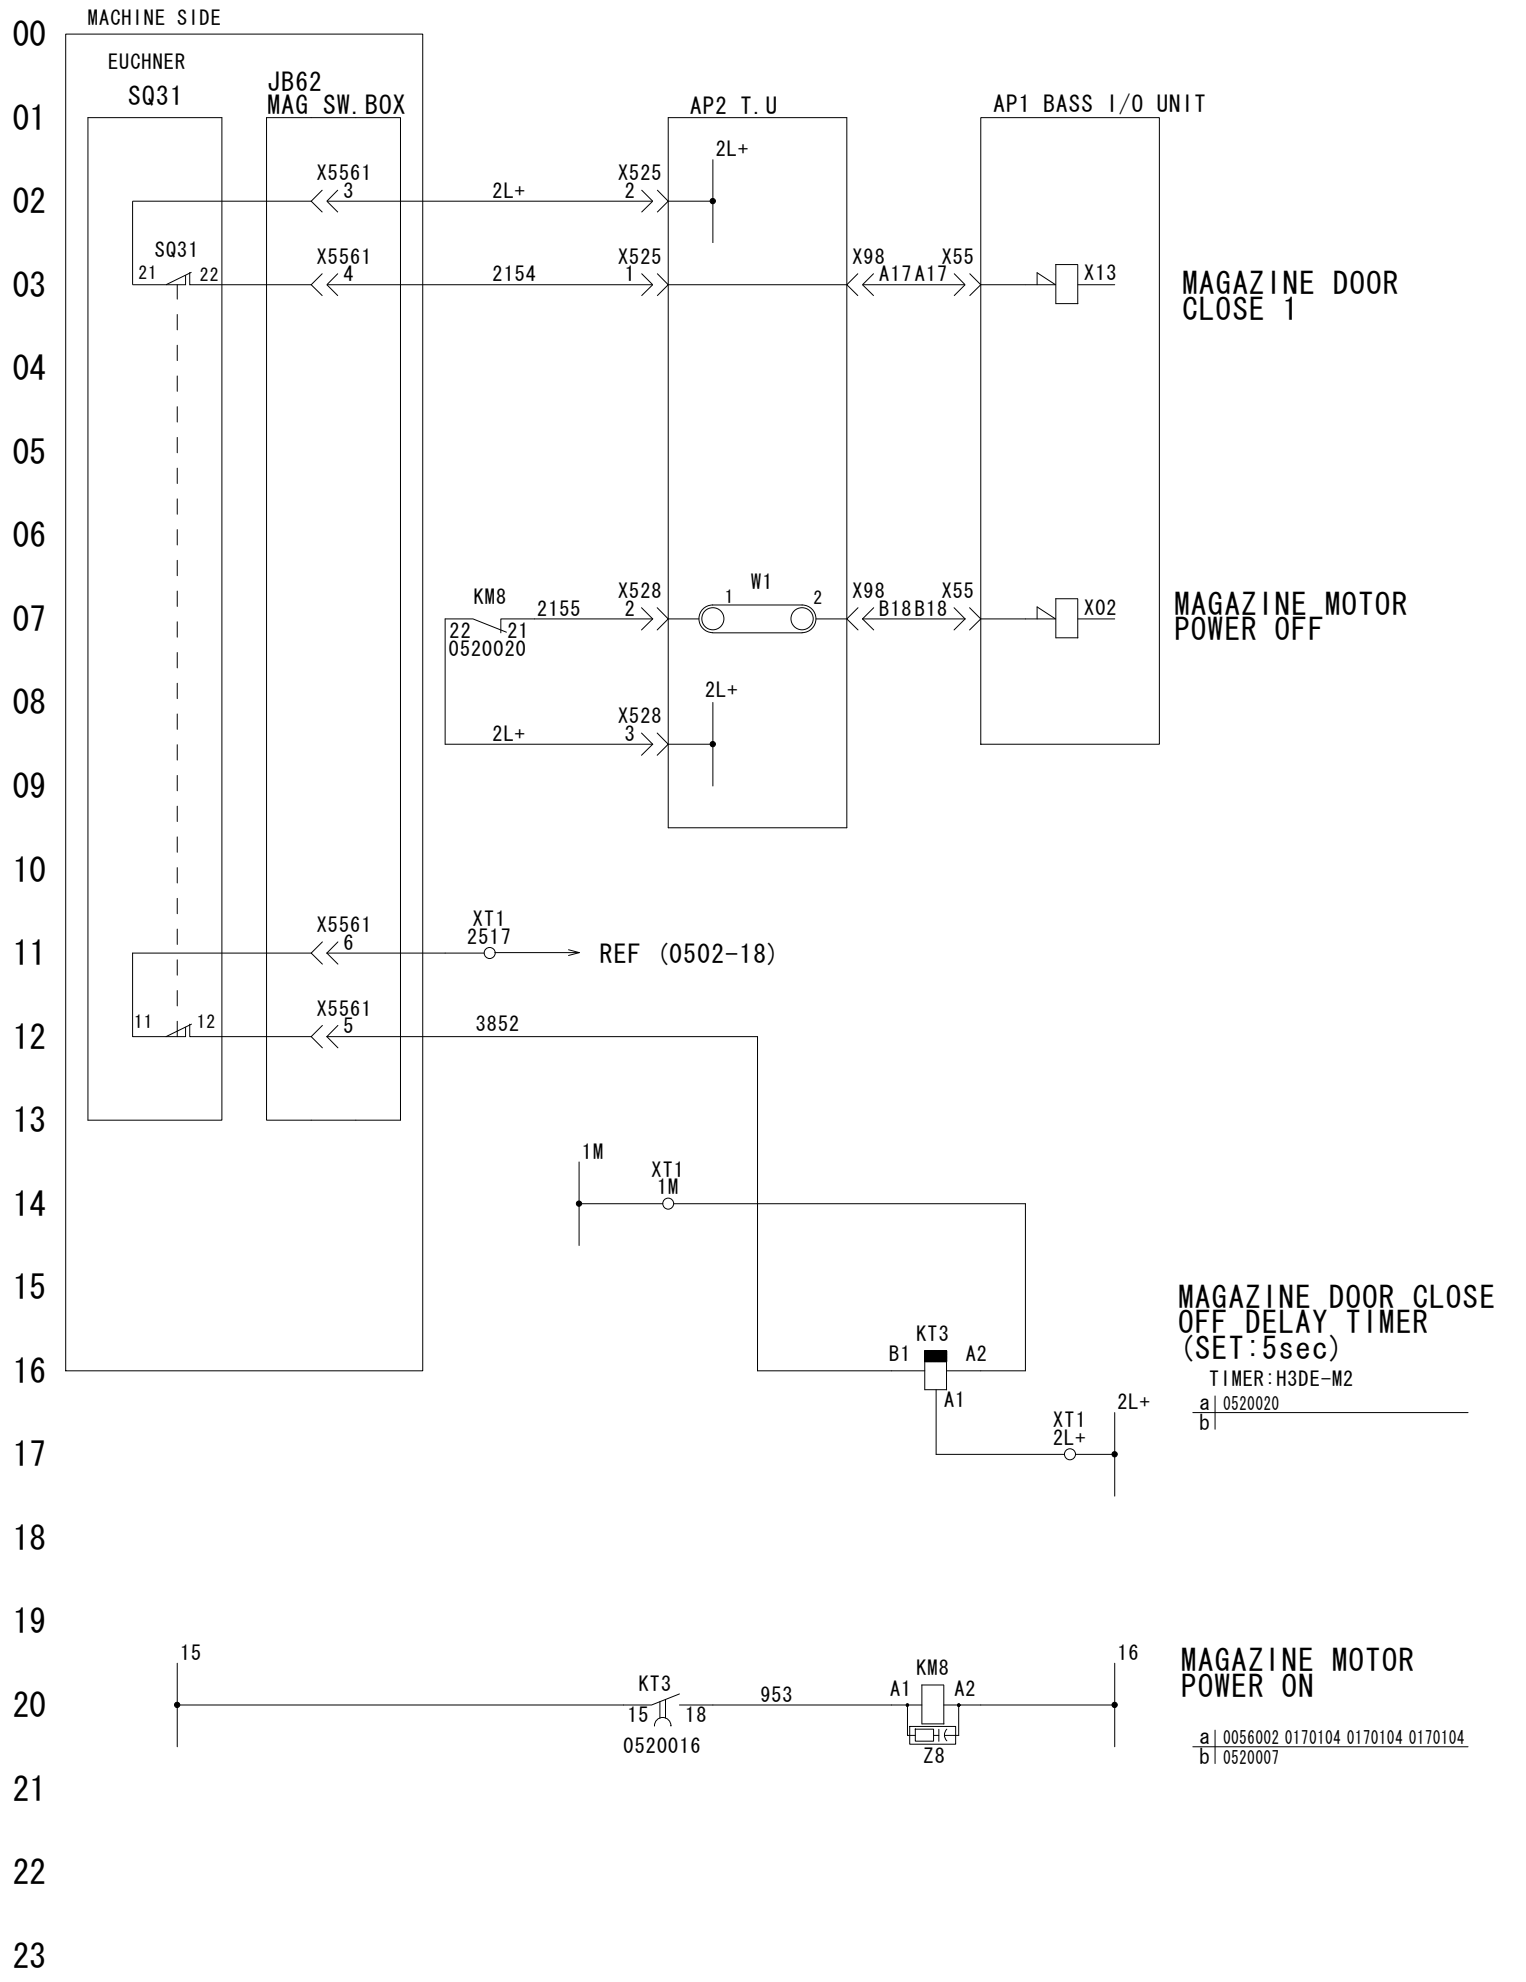 MACHINE SIDE
00
EUCHNER
SQ31
JB62
MAG SW.BOX
01
AP2 T.U
AP1 BASS I/O UNIT
2L+
X5561
3
2L+
X525
2
02
SQ31
21
22
X5561
4
2154
X525
1
X98
A17
A17
X55
X13
03
MAGAZINE DOOR
CLOSE 1
04
05
06
KM8
22
21
0520020
2155
X528
2
W1
1
2
X98
B18
B18
X55
X02
07
MAGAZINE MOTOR
POWER OFF
08
2L+
2L+
X528
3
09
10
X5561
6
XT1
2517
11
REF (0502-18)
11
12
X5561
5
3852
12
13
1M
XT1
1M
14
15
MAGAZINE DOOR CLOSE
OFF DELAY TIMER
(SET:5sec)
TIMER:H3DE-M2
a 0520020
b
KT3
B1
A2
A1
16
2L+
XT1
2L+
17
18
19
15
16
KT3
15
18
0520016
953
KM8
A1
A2
Z8
20
MAGAZINE MOTOR
POWER ON
a 0056002 0170104 0170104 0170104
b 0520007
21
22
23